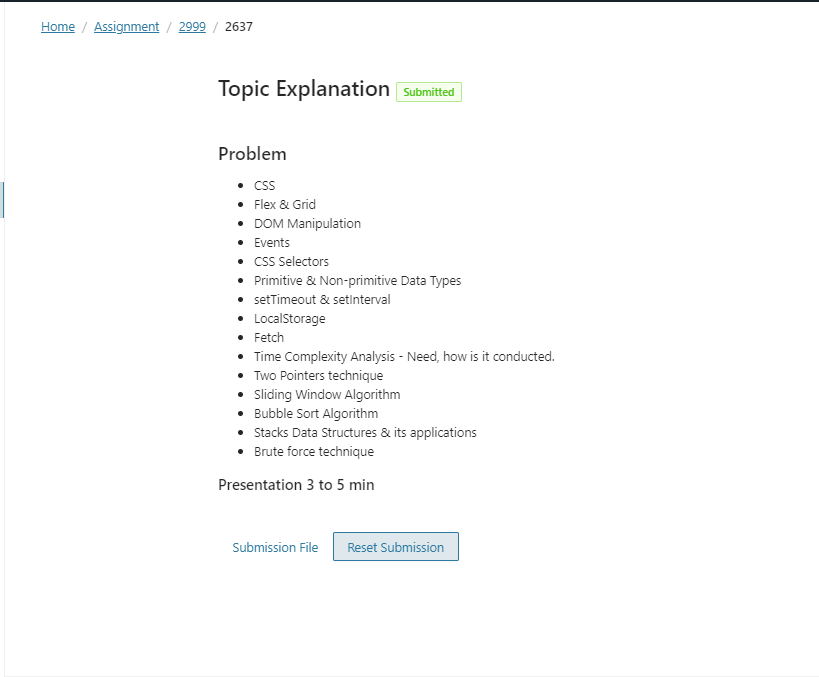 Home / Assignment / 2999 / 2637
Topic Explanation Submitted
Problem
CSS
Flex & Grid
DOM Manipulation
Events
CSS Selectors
Primitive & Non-primitive Data Types
setTimeout & setInterval
LocalStorage
Fetch
Time Complexity Analysis - Need, how is it conducted.
Two Pointers technique
Sliding Window Algorithm
Bubble Sort Algorithm
Stacks Data Structures & its applications
Brute force technique
Presentation 3 to 5 min
Submission File Reset Submission